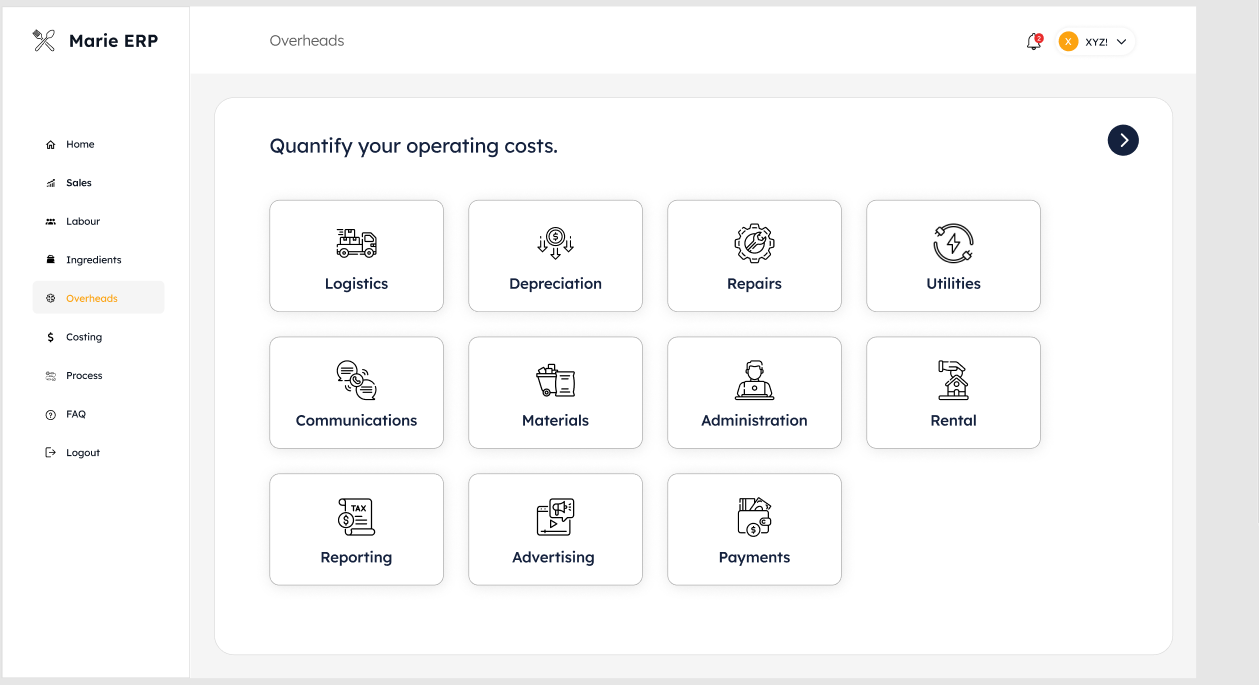 Marie ERP
Overheads
2
X
XYZ!
Home
Sales
Labour
Ingredients
Overheads
$ Costing
Process
? FAQ
Logout
Quantify your operating costs.
$
Logistics
Depreciation
Repairs
Utilities
Communications
Materials
Administration
Rental
TAX
$
$
Reporting
Advertising
Payments